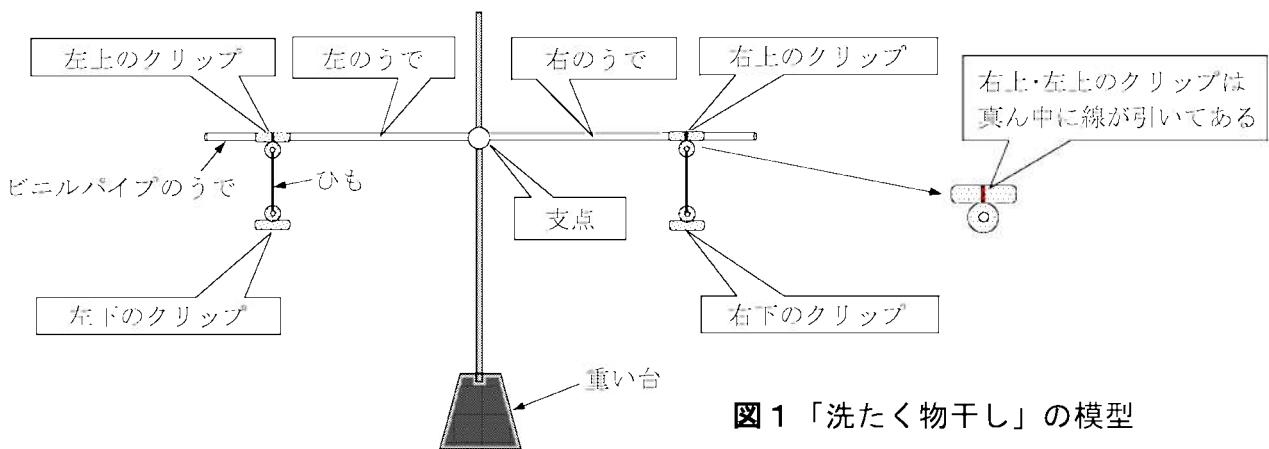 左上のクリップ
左のうで
右のうで
右上のクリップ
右上・左上のクリップは
真ん中に線が引いてある
ビニルパイプのうで
ひも
支点
左下のクリップ
右下のクリップ
重い台
図1「洗たく物干し」の模型